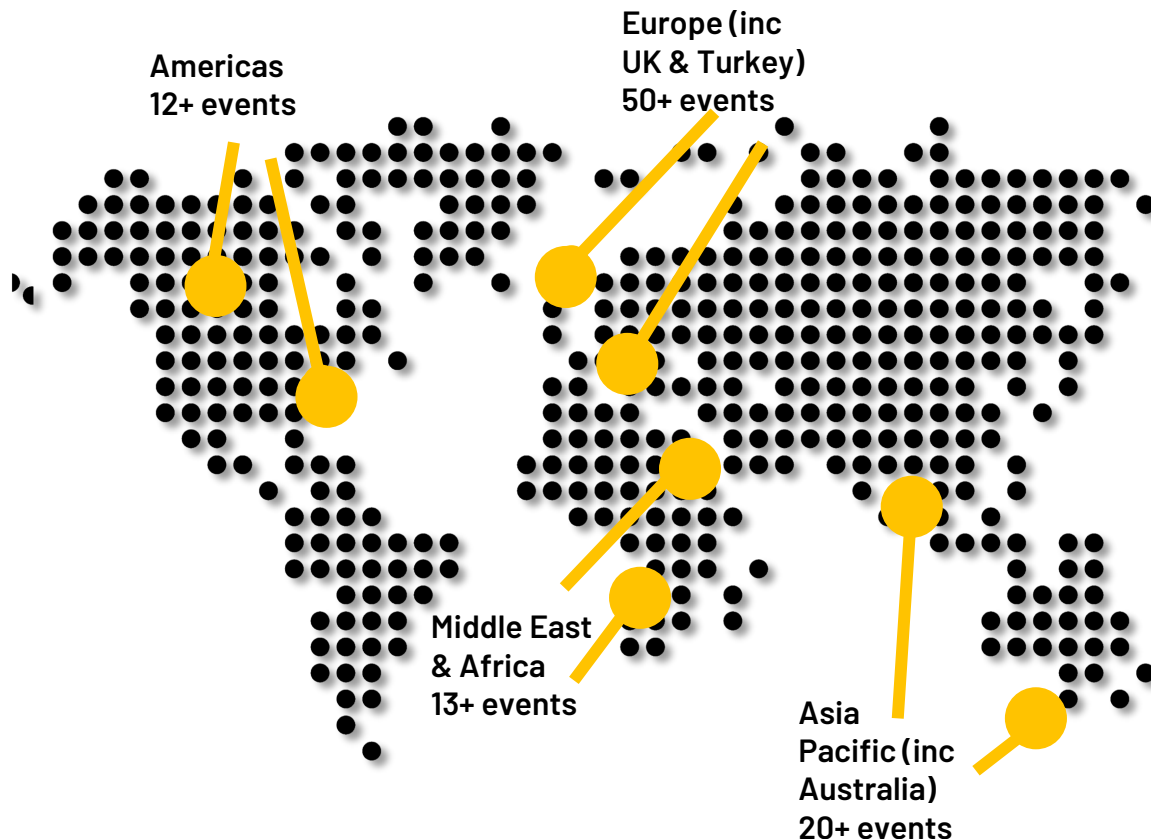 Americas
12+ events
Europe (inc
UK & Turkey)
50+ events
Middle East
& Africa
13+ events
Asia
Pacific (inc
Australia)
20+ events